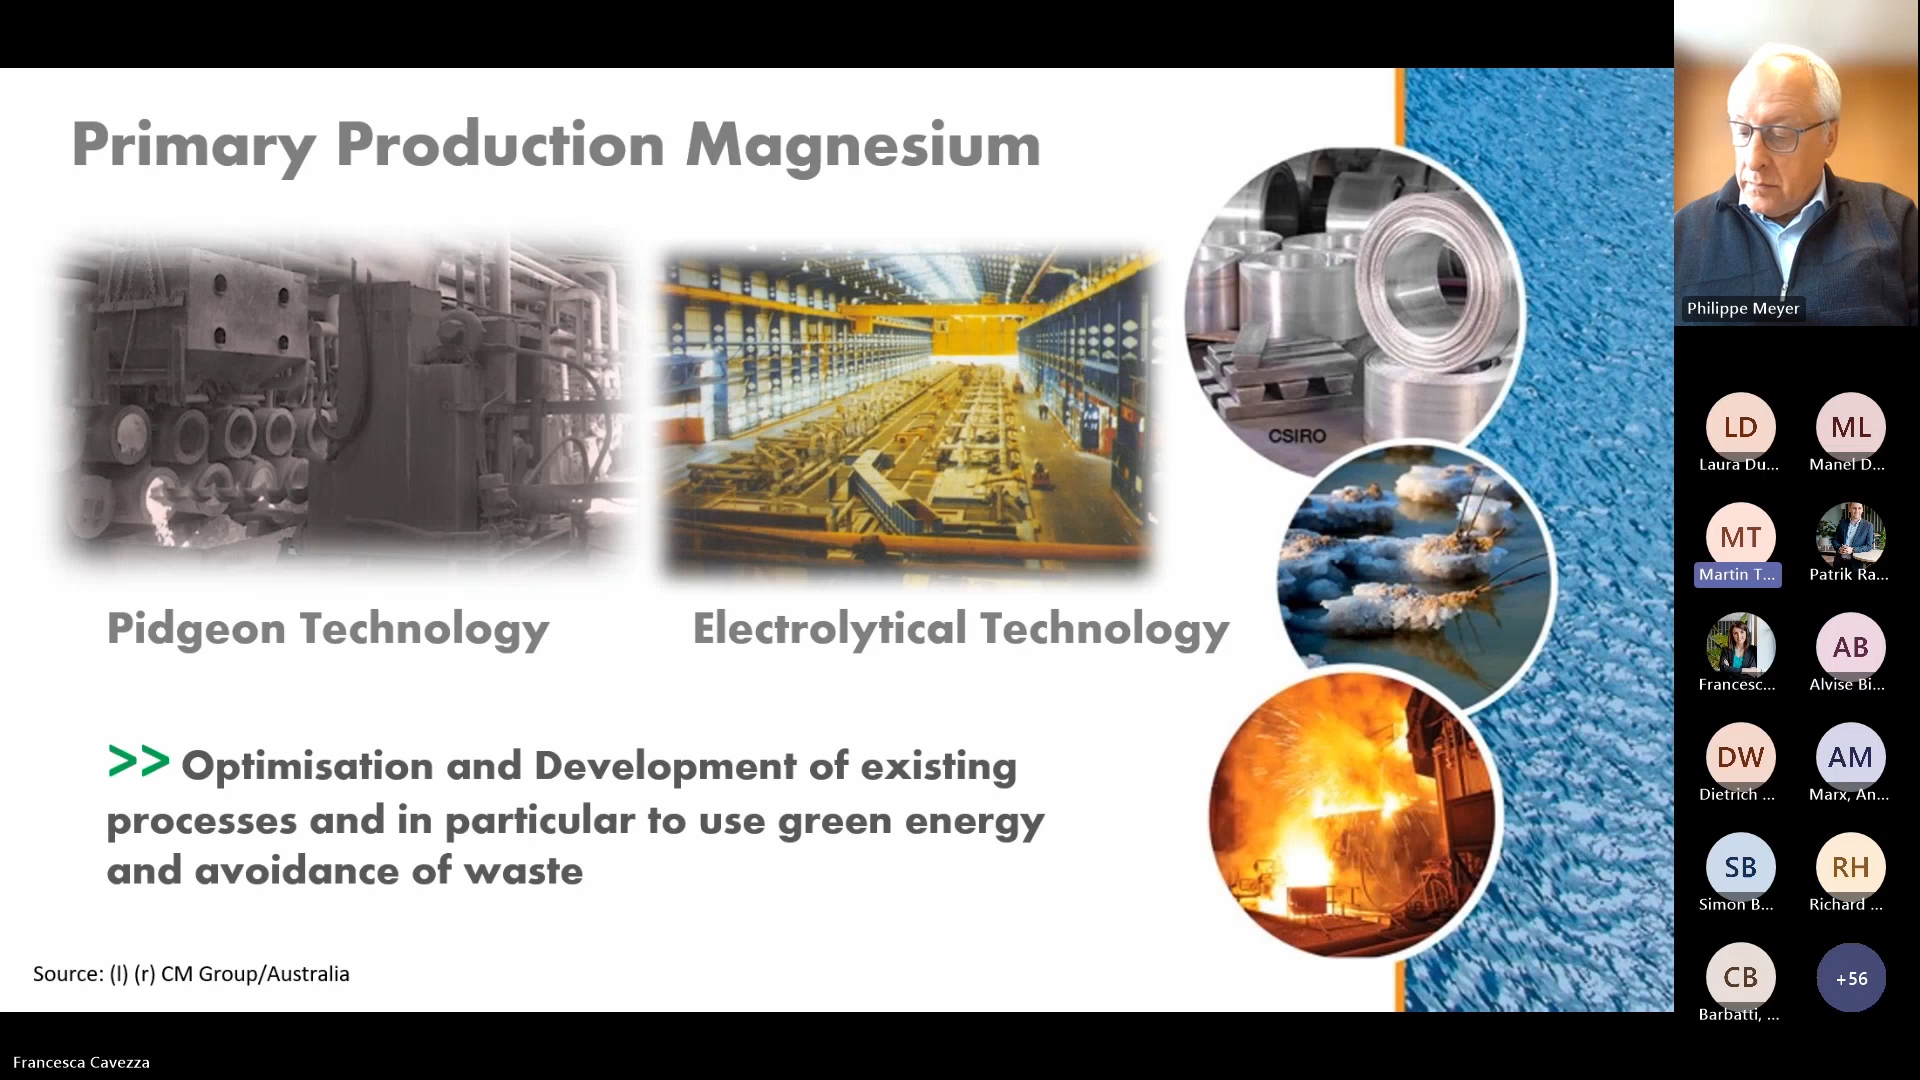 Primary Production Magnesium
CSIRO
Pidgeon Technology
Electrolytical Technology
>> Optimisation and Development of existing
processes and in particular to use green energy
and avoidance of waste
Source: (l) (r) CM Group/Australia
Francesca Cavezza
Philippe Meyer
LD
Laura Du...
ML
Manel D...
MT
Martin T...
Patrik Ra...
Francesc...
AB
Alvise Bi...
DW
Dietrich ...
AM
Marx, An...
SB
Simon B...
RH
Richard ...
CB
Barbatti, ...
+56